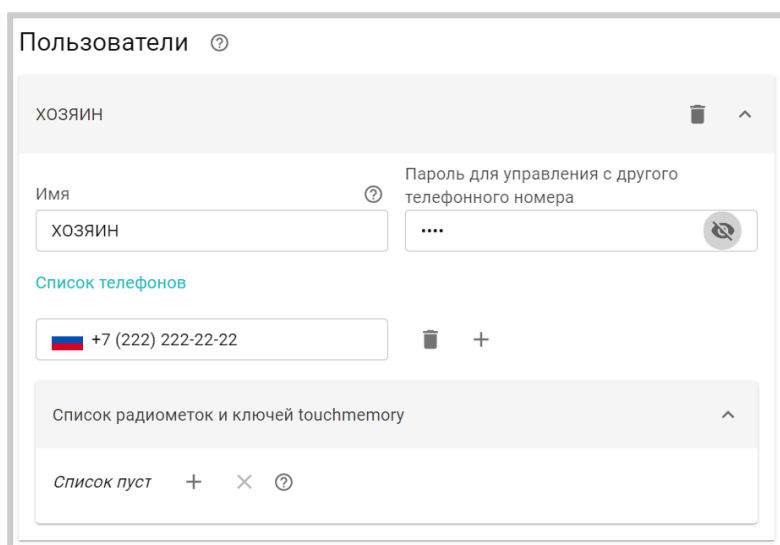 Пользователи
ХОЗЯИН
Имя
Пароль для управления с другого
телефонного номера
ХОЗЯИН
••••
Список телефонов
+7 (222) 222-22-22
Список радиометок и ключей touchmemory
Список пуст